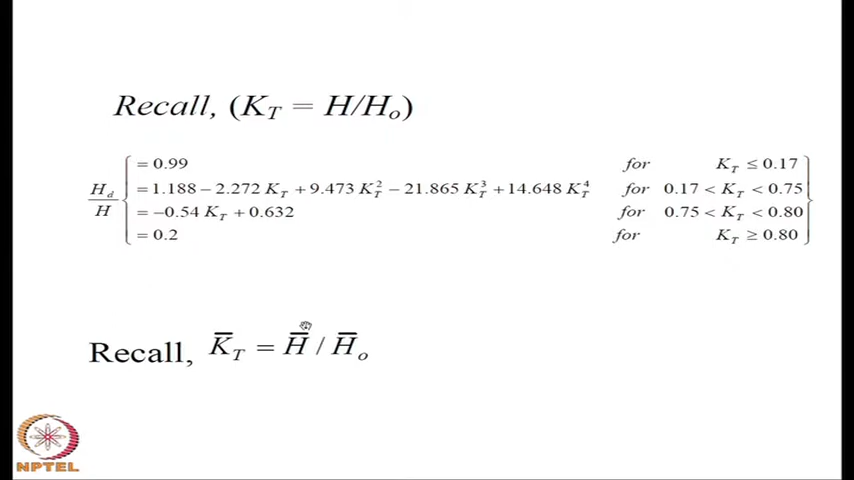 Recall, (K_T = H/H_o)
H_d/H { = 0.99 for K_T ≤ 0.17
= 1.188 − 2.272 K_T + 9.473 K_T^2 − 21.865 K_T^3 + 14.648 K_T^4 for 0.17 < K_T < 0.75
= −0.54 K_T + 0.632 for 0.75 < K_T < 0.80
= 0.2 for K_T ≥ 0.80 }
Recall, K̅_T = H̅ / H̅_o
NPTEL